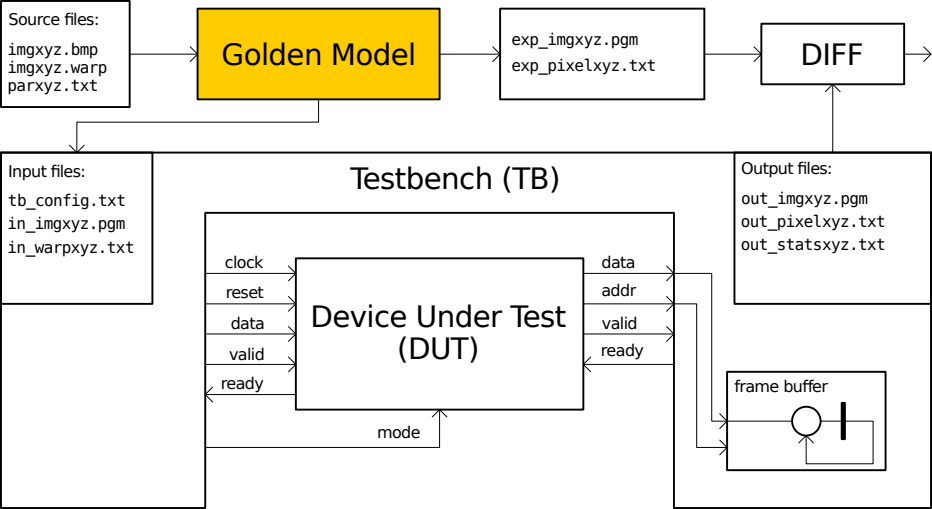 Source files:
imgxyz.bmp
imgxyz.warp
parxyz.txt
Golden Model
exp_imgxyz.pgm
exp_pixelxyz.txt
DIFF
Input files:
tb_config.txt
in_imgxyz.pgm
in_warpxyz.txt
Testbench (TB)
Output files:
out_imgxyz.pgm
out_pixelxyz.txt
out_statsxyz.txt
clock
reset
data
valid
ready
mode
Device Under Test
(DUT)
data
addr
valid
ready
frame buffer